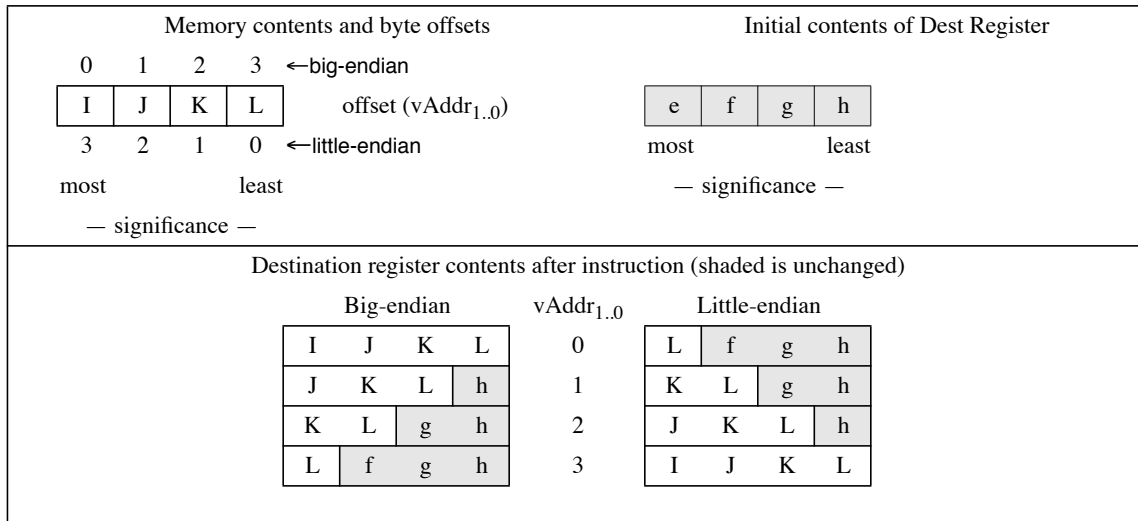 Memory contents and byte offsets
Initial contents of Dest Register
0 1 2 3 ←big-endian
I J K L offset (vAddr1..0)
e f g h
3 2 1 0 ←little-endian
most least
most least
— significance —
— significance —
Destination register contents after instruction (shaded is unchanged)
Big-endian vAddr1..0 Little-endian
I J K L 0 L f g h
J K L h 1 K L g h
K L g h 2 J K L h
L f g h 3 I J K L